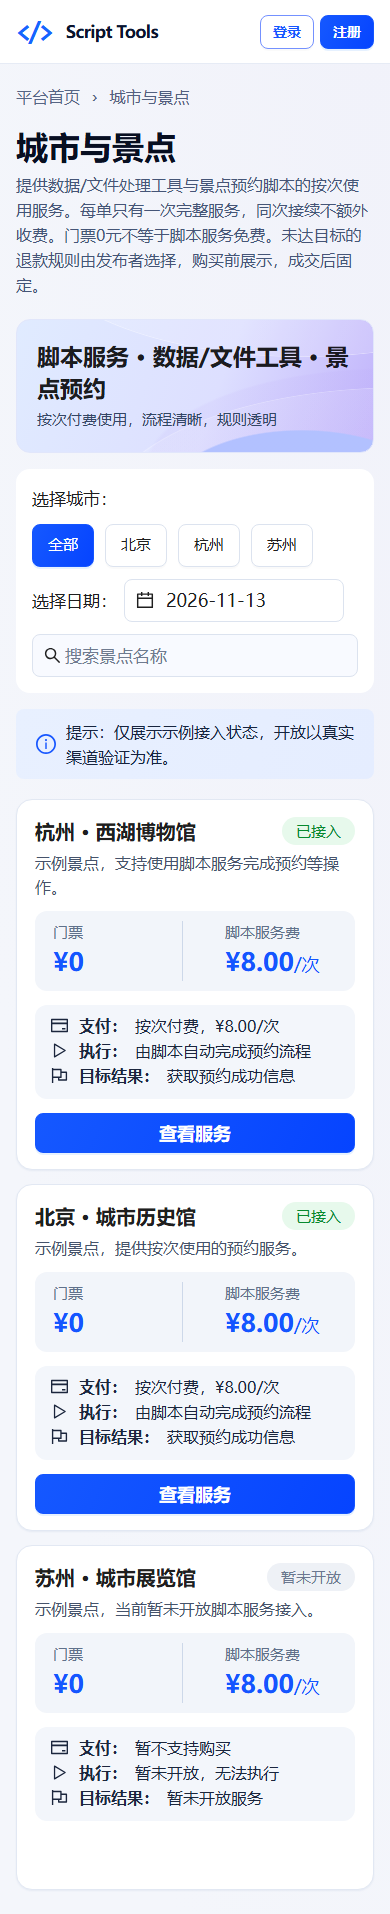 Script Tools
登录
注册
平台首页 › 城市与景点
城市与景点
提供数据/文件处理工具与景点预约脚本的按次使
用服务。每单只有一次完整服务，同次接续不额外
收费。门票0元不等于脚本服务免费。未达目标的
退款规则由发布者选择，购买前展示，成交后固
定。
脚本服务·数据/文件工具·景
点预约
按次付费使用，流程清晰，规则透明
选择城市：
全部
北京
杭州
苏州
选择日期：
2026-11-13
搜索景点名称
提示：仅展示示例接入状态，开放以真实
渠道验证为准。
杭州·西湖博物馆
已接入
示例景点，支持使用脚本服务完成预约等操
作。
门票
脚本服务费
¥0
¥8.00/次
支付： 按次付费，¥8.00/次
执行： 由脚本自动完成预约流程
目标结果： 获取预约成功信息
查看服务
北京·城市历史馆
已接入
示例景点，提供按次使用的预约服务。
门票
脚本服务费
¥0
¥8.00/次
支付： 按次付费，¥8.00/次
执行： 由脚本自动完成预约流程
目标结果： 获取预约成功信息
查看服务
苏州·城市展览馆
暂未开放
示例景点，当前暂未开放脚本服务接入。
门票
脚本服务费
¥0
¥8.00/次
支付： 暂不支持购买
执行： 暂未开放，无法执行
目标结果： 暂未开放服务